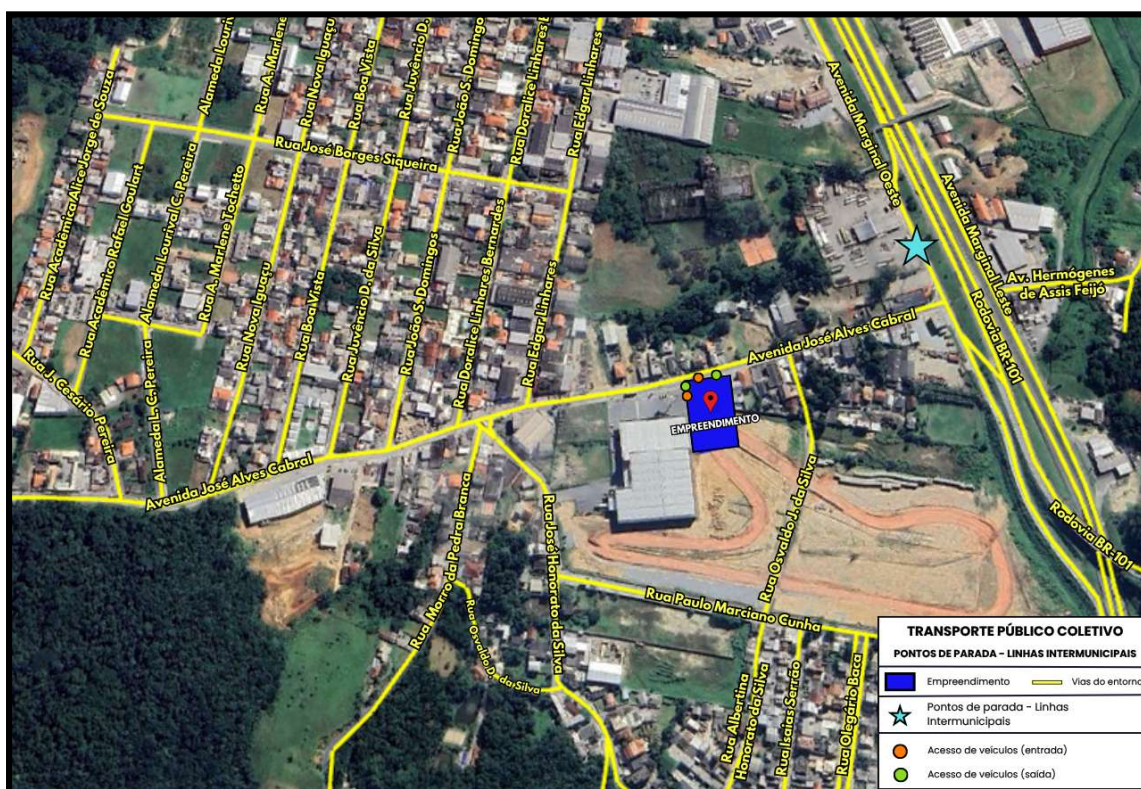 Rua Acadêmica Alice Jorge de Souza
Alameda Louriv
Rua A. Marlene
Rua Nova Iguaçu
Rua Boa Vista
Rua Juvêncio D.
Rua João S. Domingo
Rua Doralice Linhares B
Rua Edgar Linhares
Avenida Marginal Oeste
Avenida Marginal Leste
Rua José Borges Siqueira
Rua Acadêmico Rafael Goulart
Alameda Lourival C. Pereira
Rua A. Marlene Tochetto
Rua Nova Iguaçu
Rua Boa Vista
Rua Juvêncio D. da Silva
Rua João S. Domingos
Rua Doralice Linhares Bernardes
Rua Edgar Linhares
Av. Hermógenes
de Assis Feijó
Rodovia BR-101
Avenida José Alves Cabral
Rua J. Cesário Pereira
Alameda L. C. Pereira
EMPREENDIMENTO
Avenida José Alves Cabral
Rua Morro da Pedra Branca
Rua José Honorato da Silva
Rua Osvaldo J. da Silva
Rodovia BR-101
Rua Osvaldo D. da Silva
Rua Paulo Marciano Cunha
Rua Albertina
Honorato da Silva
Rua Isaias Serrão
Rua Olegário Baca
TRANSPORTE PÚBLICO COLETIVO
PONTOS DE PARADA - LINHAS INTERMUNICIPAIS
Empreendimento
Vias do entorno
Pontos de parada - Linhas
Intermunicipais
Acesso de veículos (entrada)
Acesso de veículos (saída)